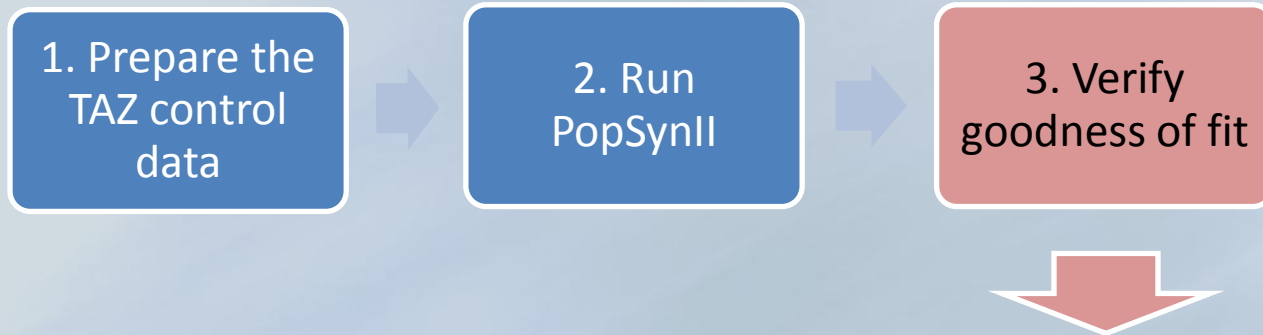 1. Prepare the
TAZ control
data
2. Run
PopSynII
3. Verify
goodness of fit